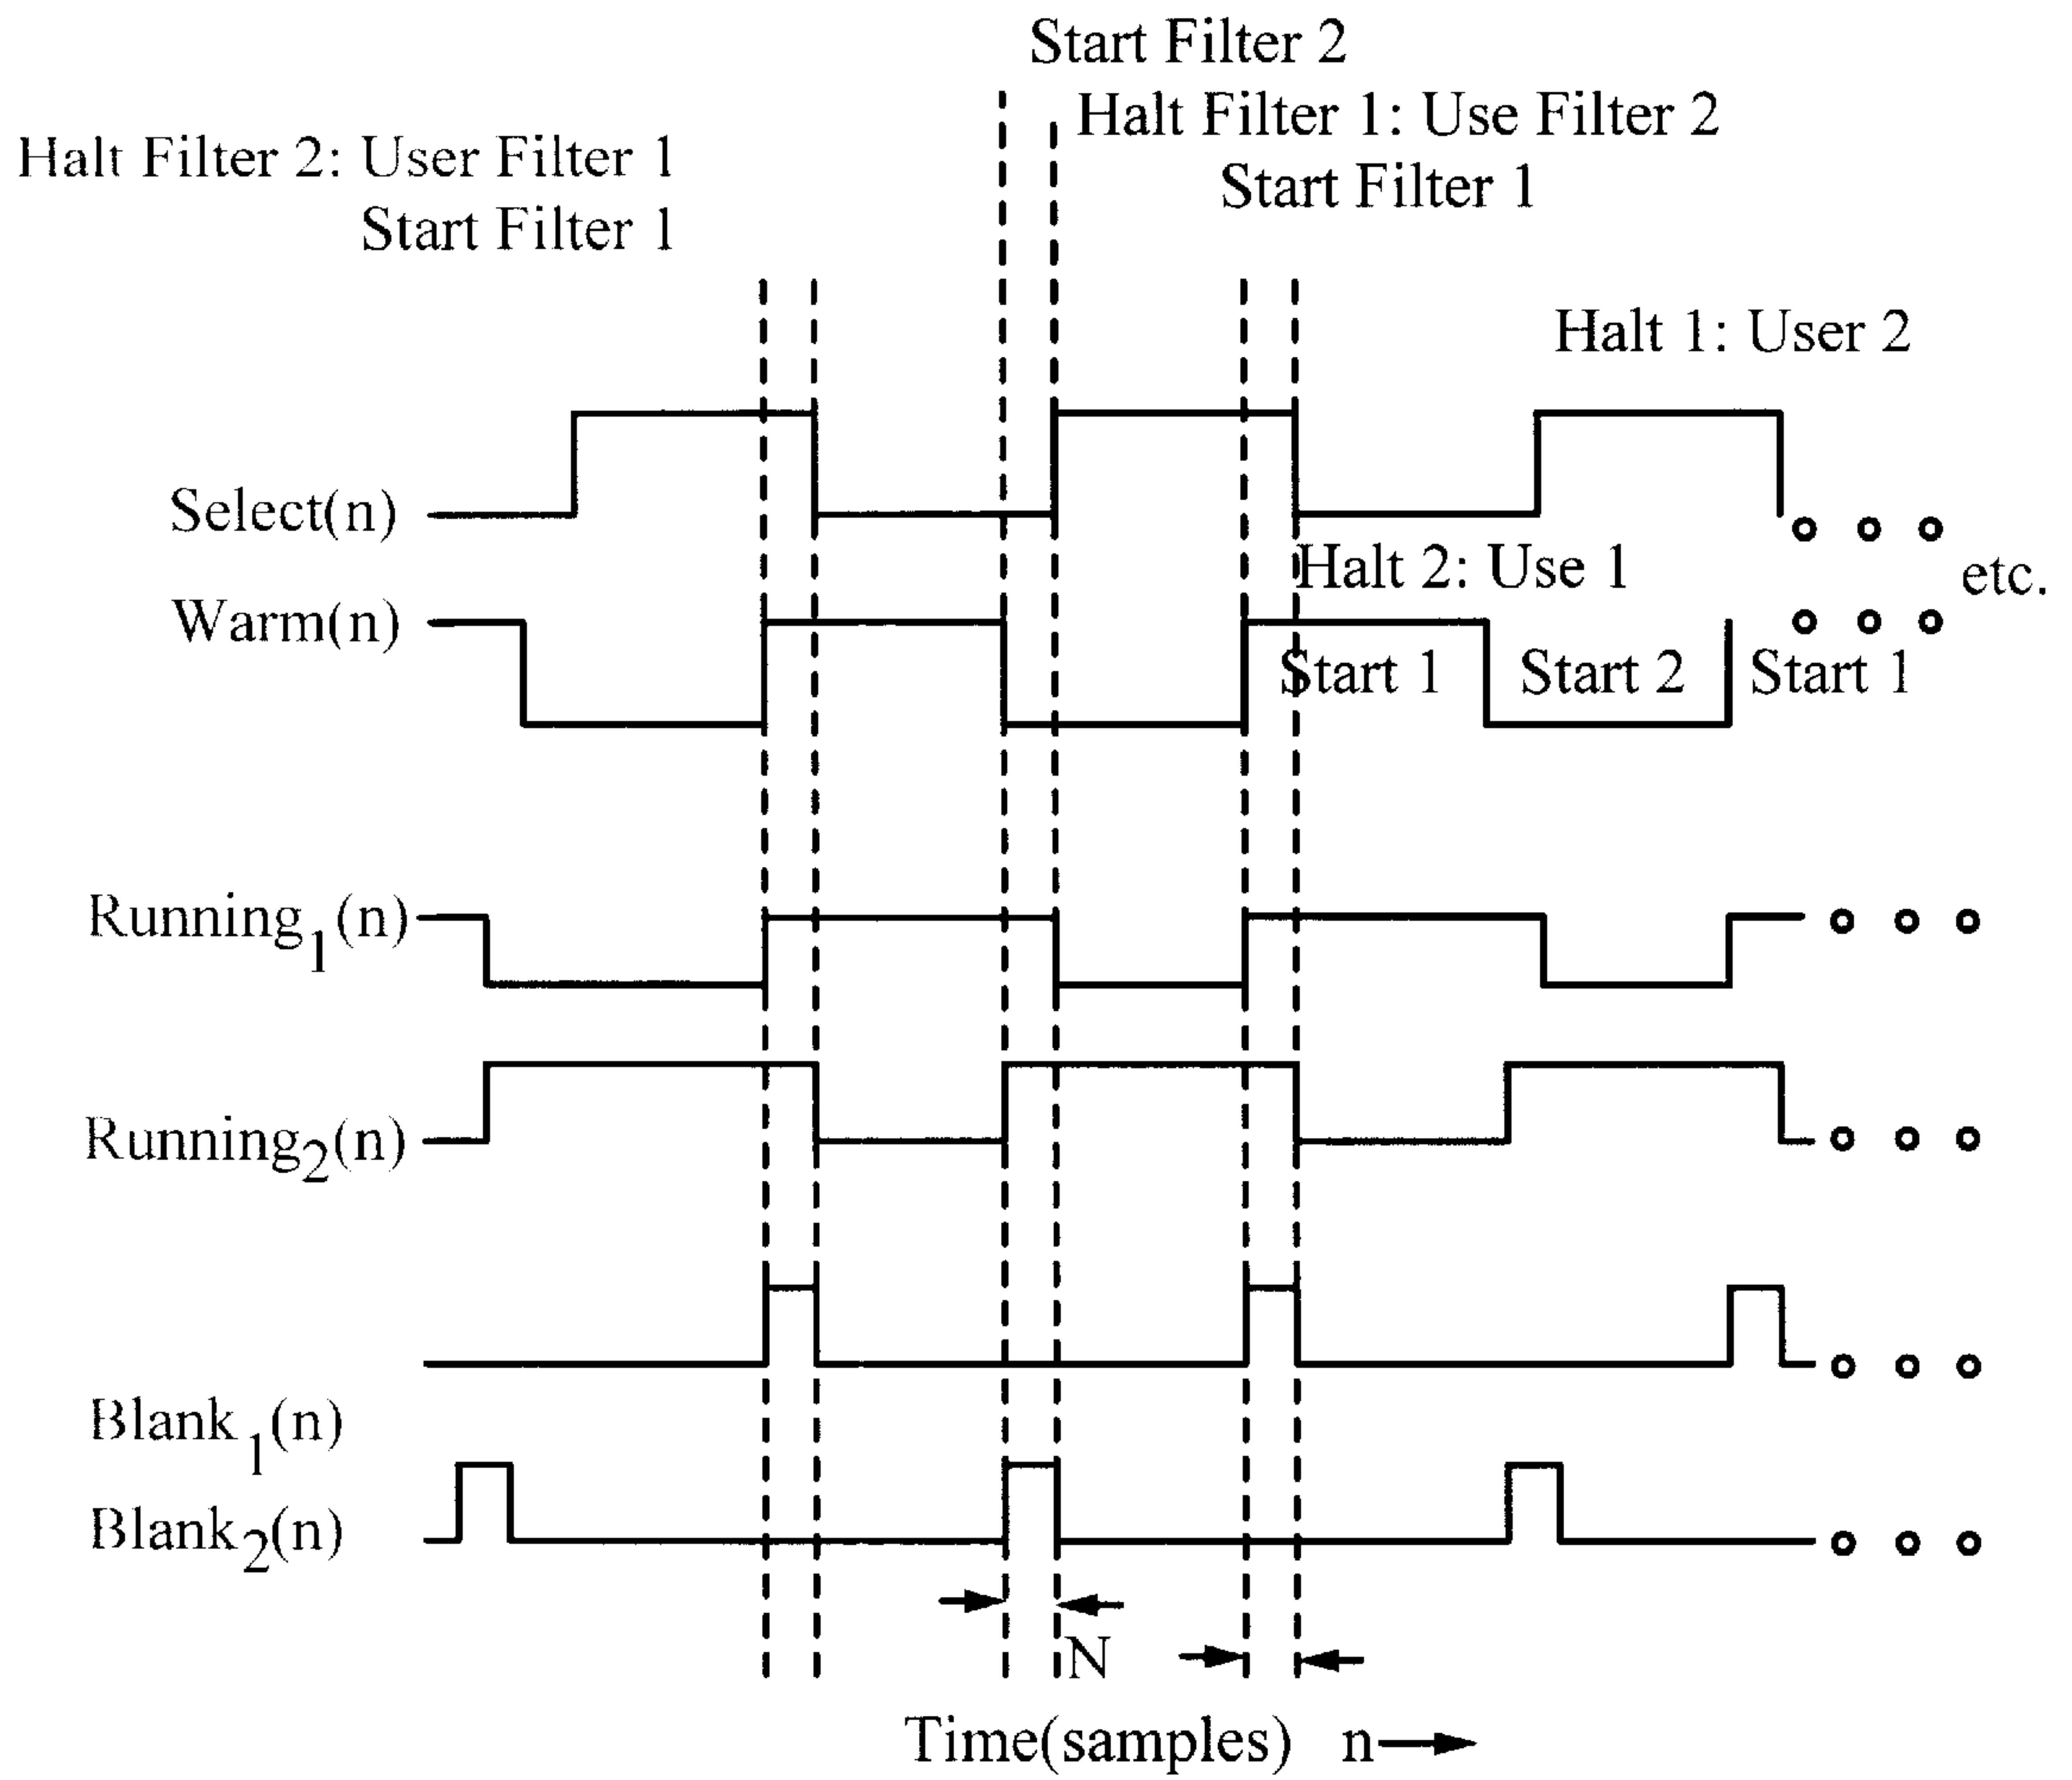 Start Filter 2
Halt Filter 1: Use Filter 2
Halt Filter 2: User Filter 1
Start Filter 1
Start Filter 1
Halt 1: User 2
Select(n)
Halt 2: Use 1
etc.
Warm(n)
Start 1
Start 2
Start 1
Running1(n)
Running2(n)
Blank1(n)
Blank2(n)
N
Time(samples) n